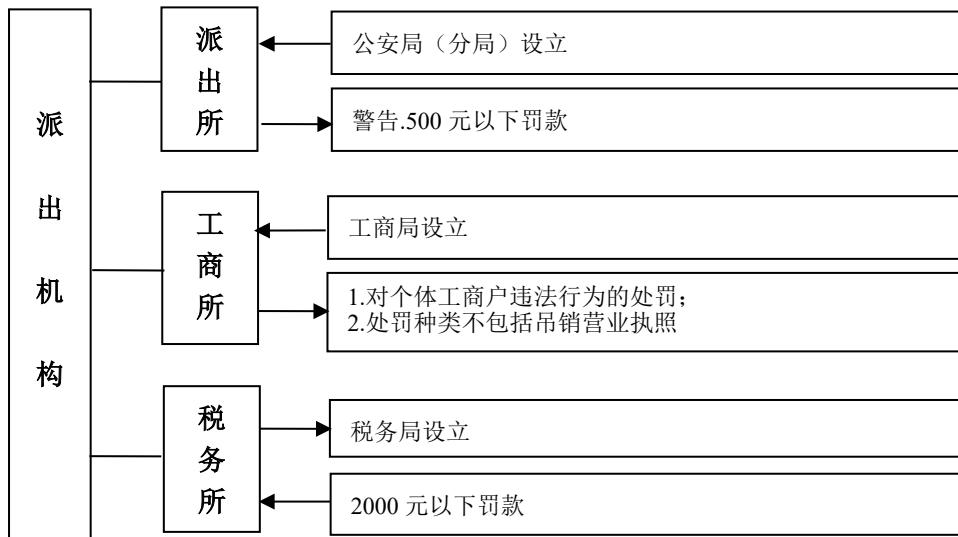 派出机构
派出所
公安局（分局）设立
警告.500 元以下罚款
工商所
工商局设立
1.对个体工商户违法行为的处罚；
2.处罚种类不包括吊销营业执照
税务所
税务局设立
2000 元以下罚款